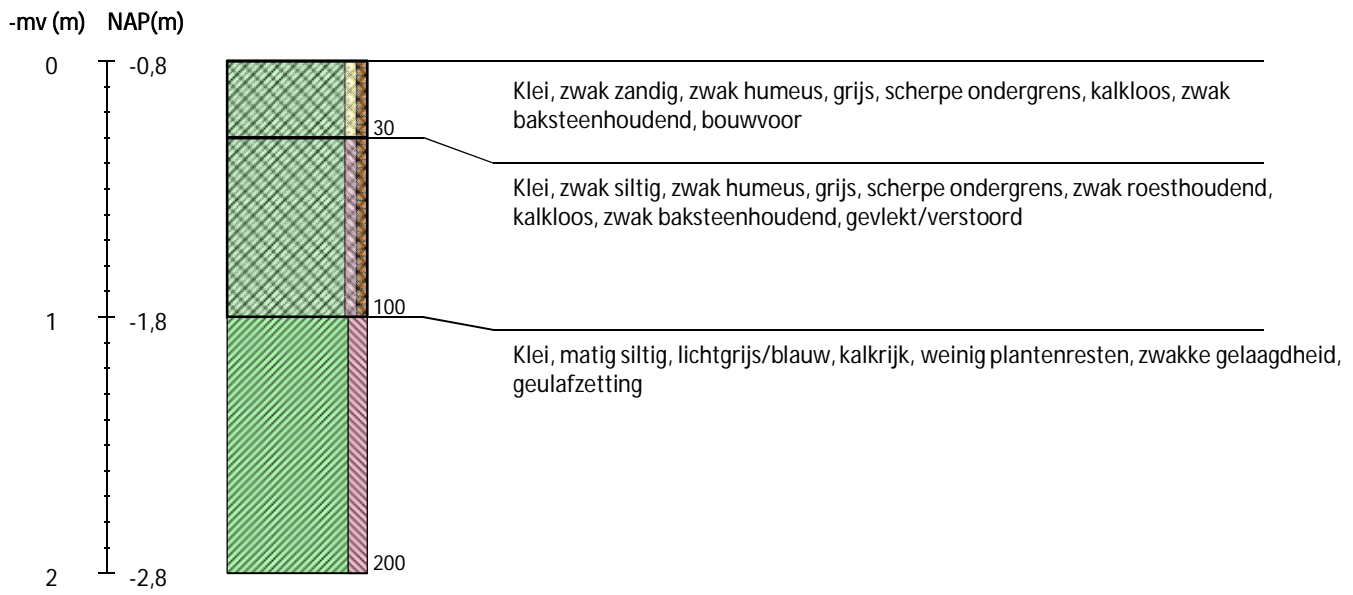 -mv (m) NAP(m)
0 -0,8
Klei, zwak zandig, zwak humeus, grijs, scherpe ondergrens, kalkloos, zwak
baksteenhoudend, bouwvoor
30
Klei, zwak siltig, zwak humeus, grijs, scherpe ondergrens, zwak roesthoudend,
kalkloos, zwak baksteenhoudend, gevlekt/verstoord
100
1 -1,8
Klei, matig siltig, lichtgrijs/blauw, kalkrijk, weinig plantenresten, zwakke gelaagdheid,
geulafzetting
200
2 -2,8